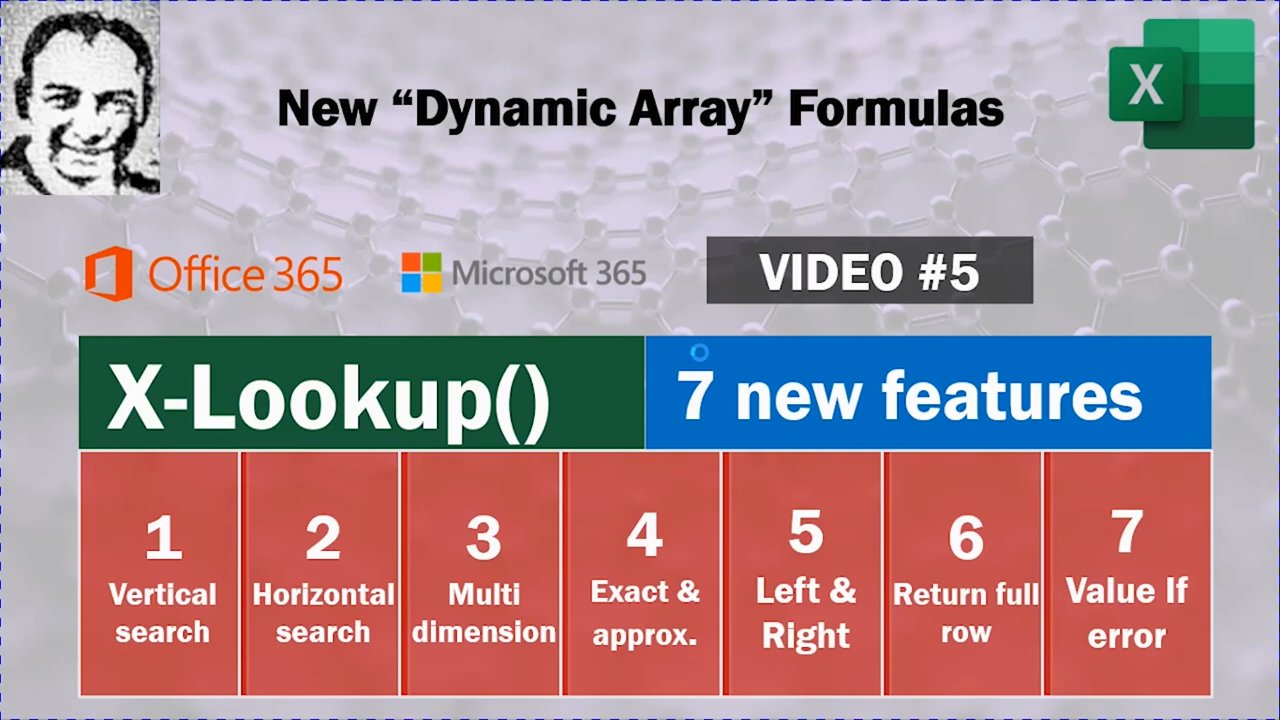 New “Dynamic Array” Formulas
X
Office 365
Microsoft 365
VIDEO #5
X-Lookup()
7 new features
1
Vertical
search
2
Horizontal
search
3
Multi
dimension
4
Exact &
approx.
5
Left &
Right
6
Return full
row
7
Value If
error